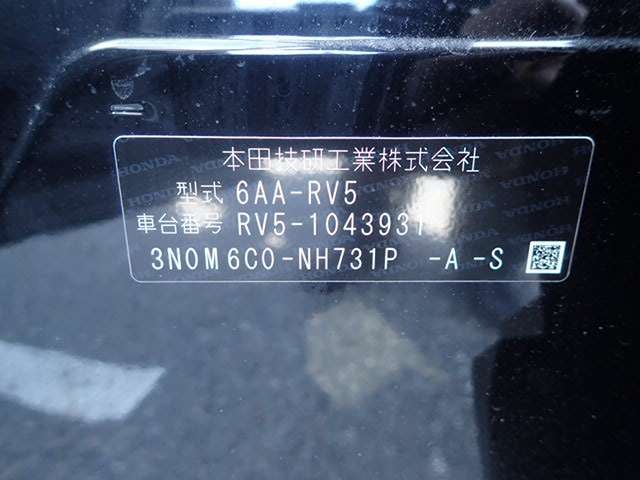 本田技研工業株式会社
型式 6AA-RV5
車台番号 RV5-1043931
3N0M6C0-NH731P -A -S